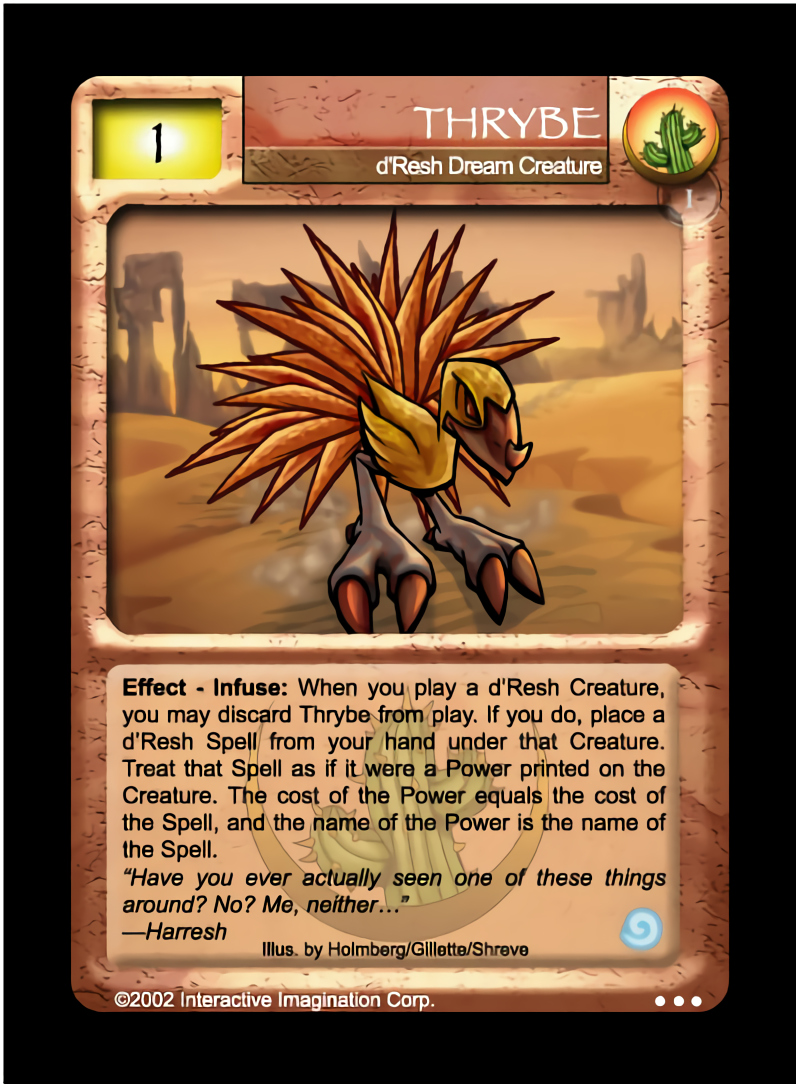 1
THRYBE
d'Resh Dream Creature
1
Effect - Infuse: When you play a d'Resh Creature,
you may discard Thrybe from play. If you do, place a
d'Resh Spell from your hand under that Creature.
Treat that Spell as if it were a Power printed on the
Creature. The cost of the Power equals the cost of
the Spell, and the name of the Power is the name of
the Spell.
“Have you ever actually seen one of these things
around? No? Me, neither…”
—Harresh
Illus. by Holmberg/Gillette/Shreve
©2002 Interactive Imagination Corp.